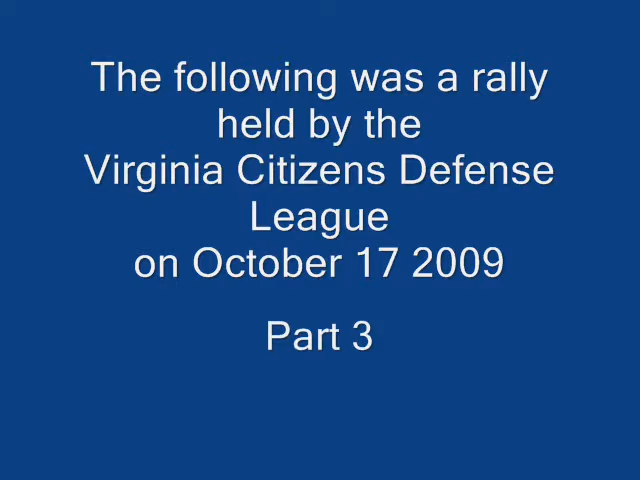 The following was a rally
held by the
Virginia Citizens Defense
League
on October 17 2009
Part 3